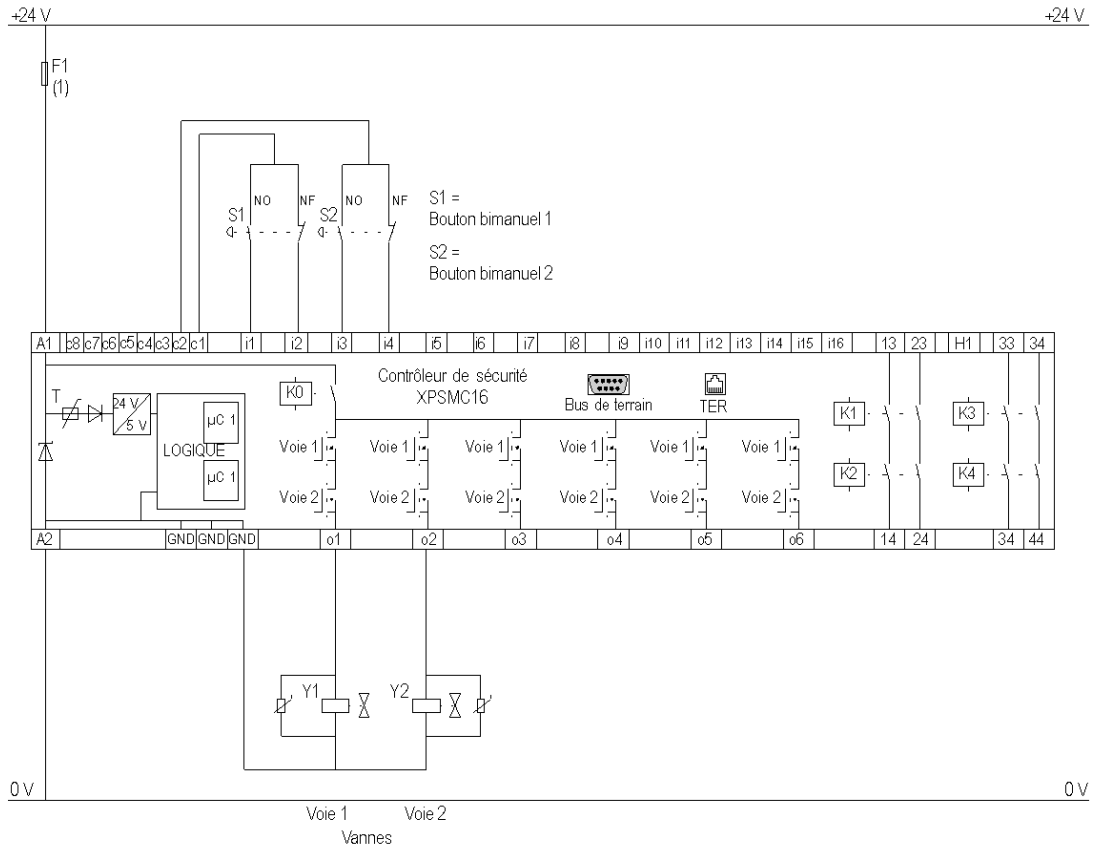 +24 V +24 V
F1
(1)
NO NF NO NF
S1 S2
S1 =
Bouton bimanuel 1
S2 =
Bouton bimanuel 2
A1 c8 c7 c6 c5 c4 c3 c2 c1 i1 i2 i3 i4 i5 i6 i7 i8 i9 i10 i11 i12 i13 i14 i15 i16 13 23 H1 33 34
Contrôleur de sécurité
XPSMC16
Bus de terrain
TER
T
24 V
5 V
LOGIQUE
µC 1
µC 1
K0
K1 K3
K2 K4
Voie 1 Voie 1 Voie 1 Voie 1 Voie 1 Voie 1
Voie 2 Voie 2 Voie 2 Voie 2 Voie 2 Voie 2
A2 GND GND GND o1 o2 o3 o4 o5 o6 14 24 34 44
Y1 Y2
0 V 0 V
Voie 1 Voie 2
Vannes